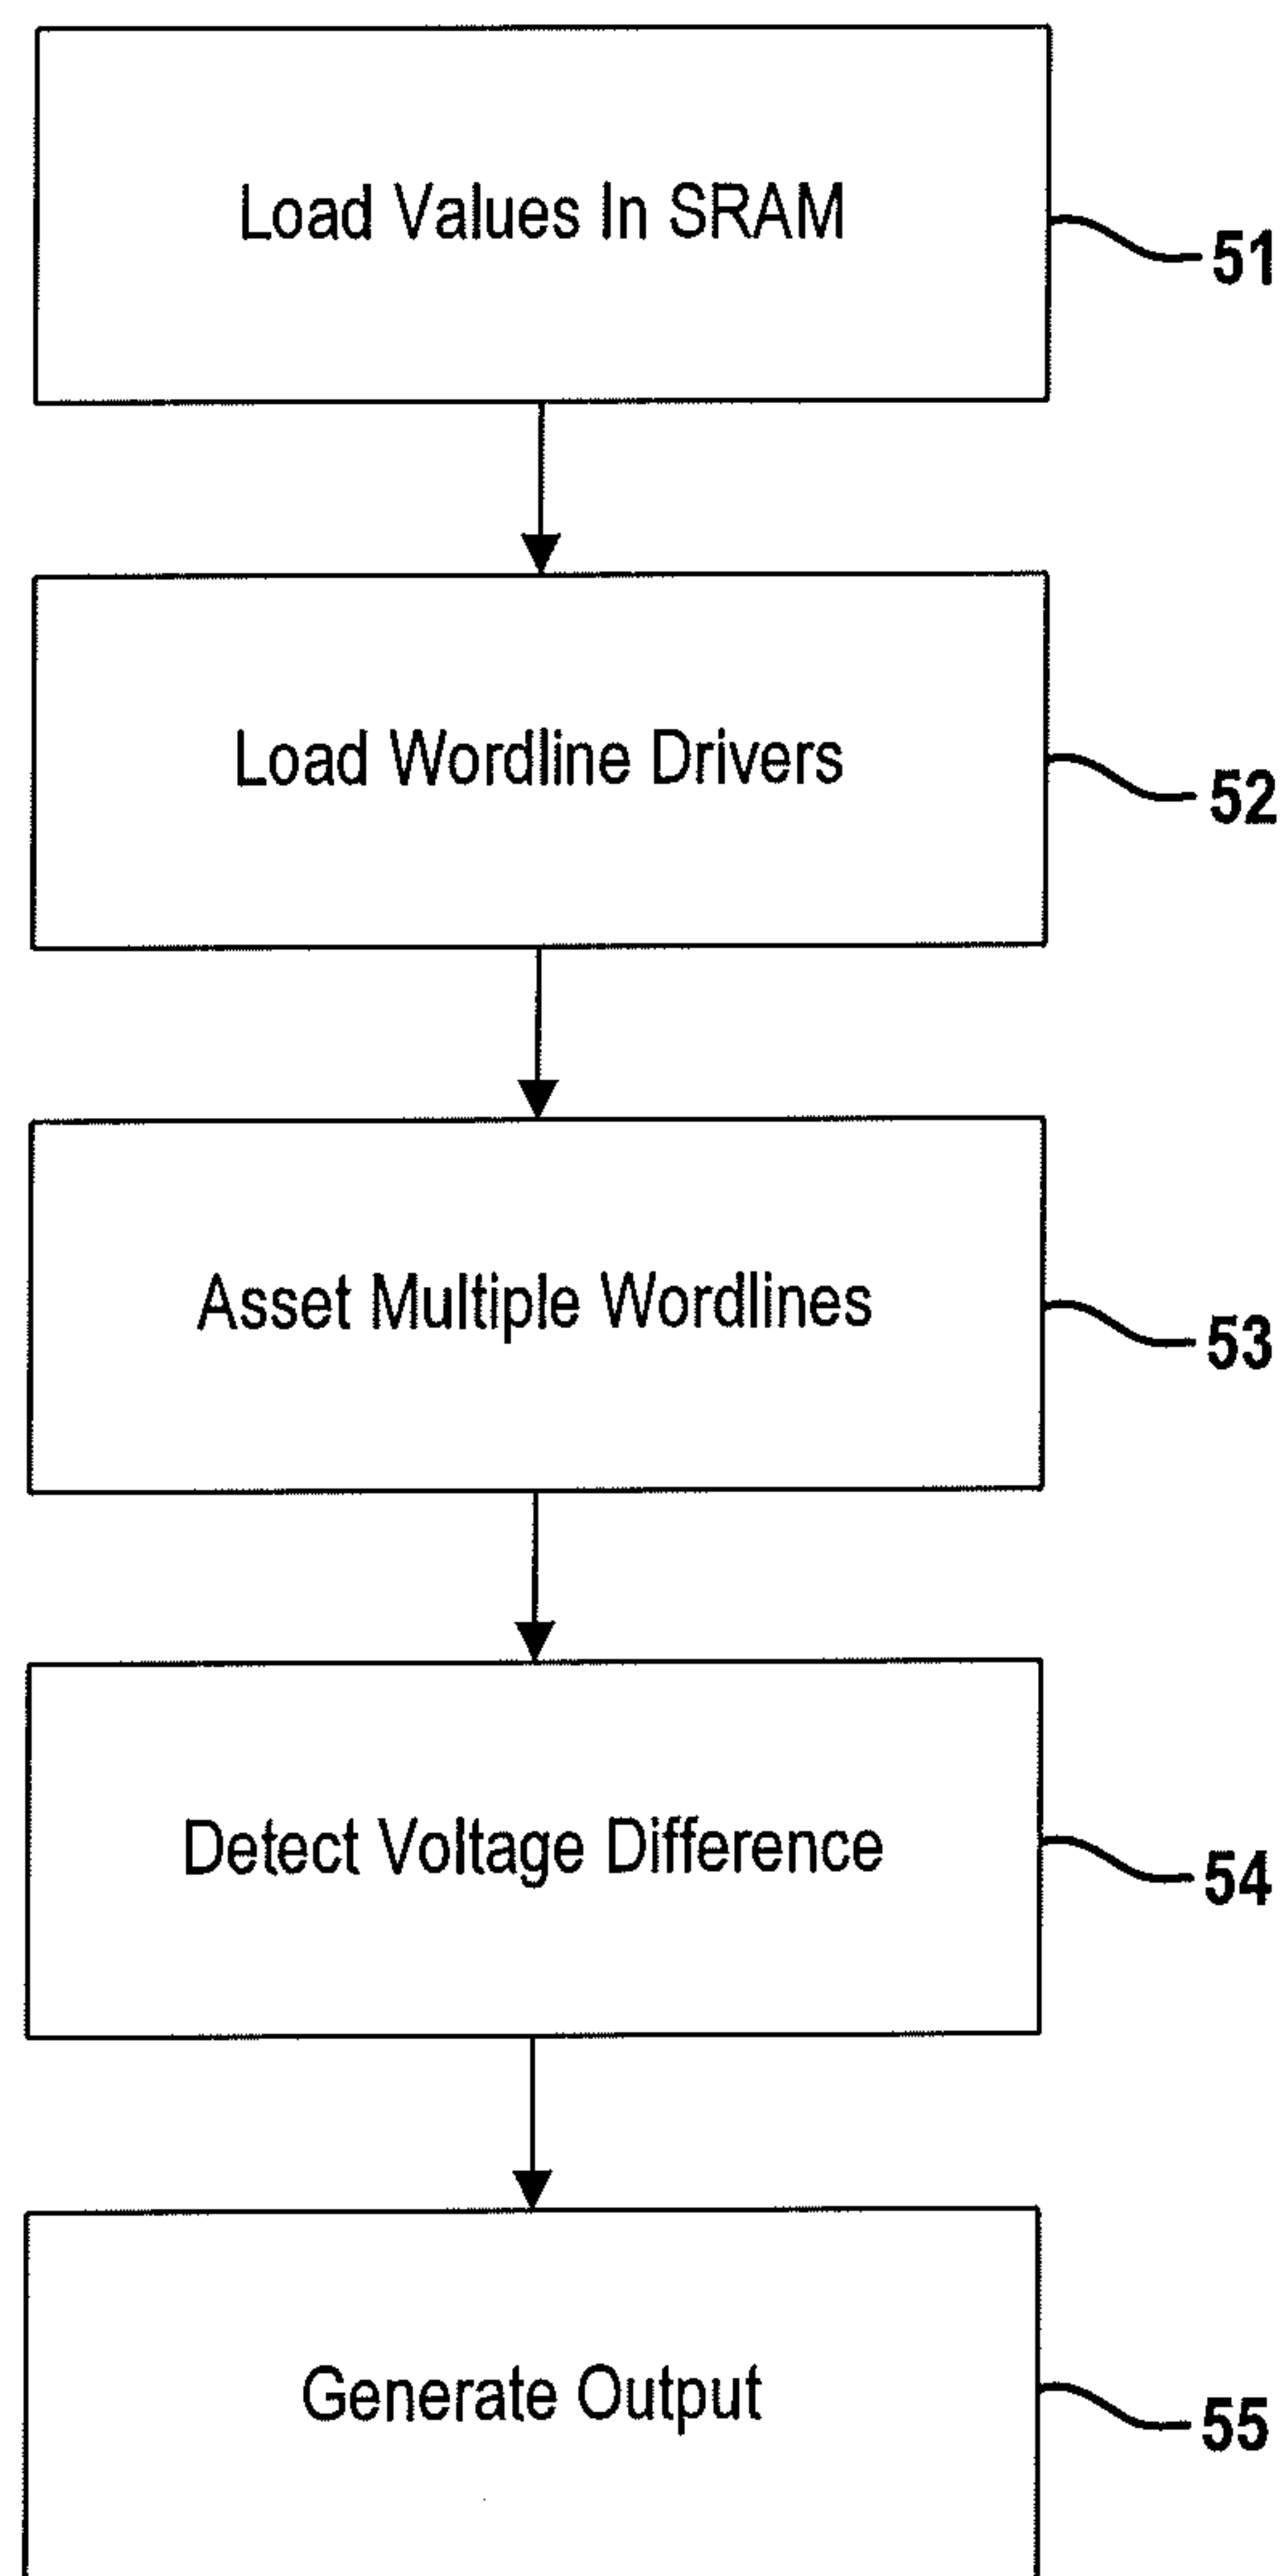 Load Values In SRAM
51
Load Wordline Drivers
52
Asset Multiple Wordlines
53
Detect Voltage Difference
54
Generate Output
55